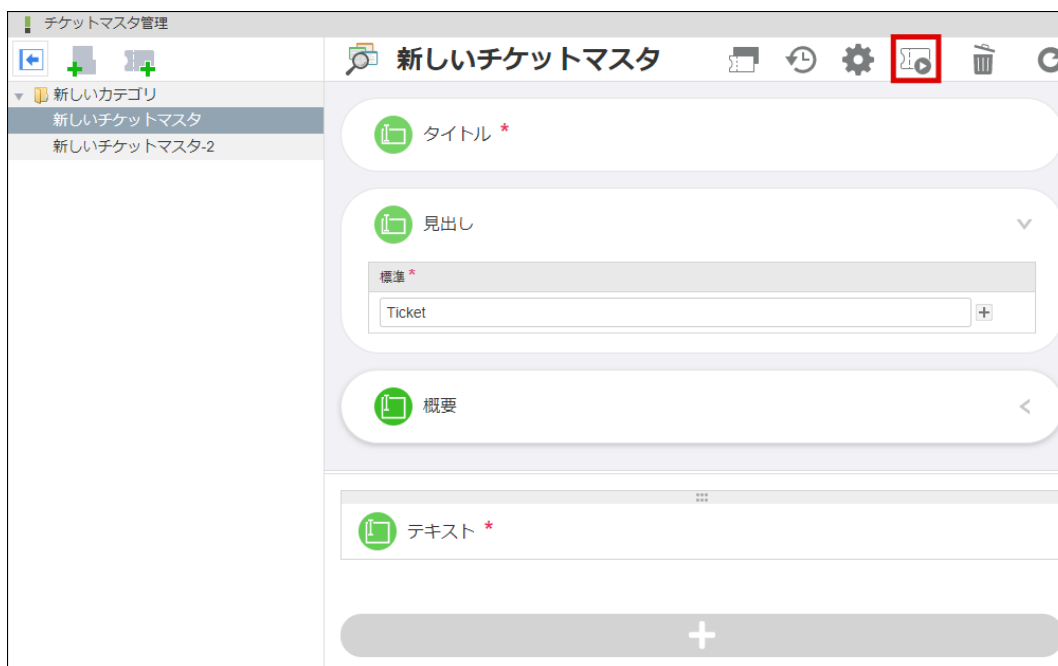 チケットマスタ管理
新しいチケットマスタ
新しいカテゴリ
新しいチケットマスタ
新しいチケットマスタ-2
タイトル *
見出し
標準 *
Ticket
概要
テキスト *